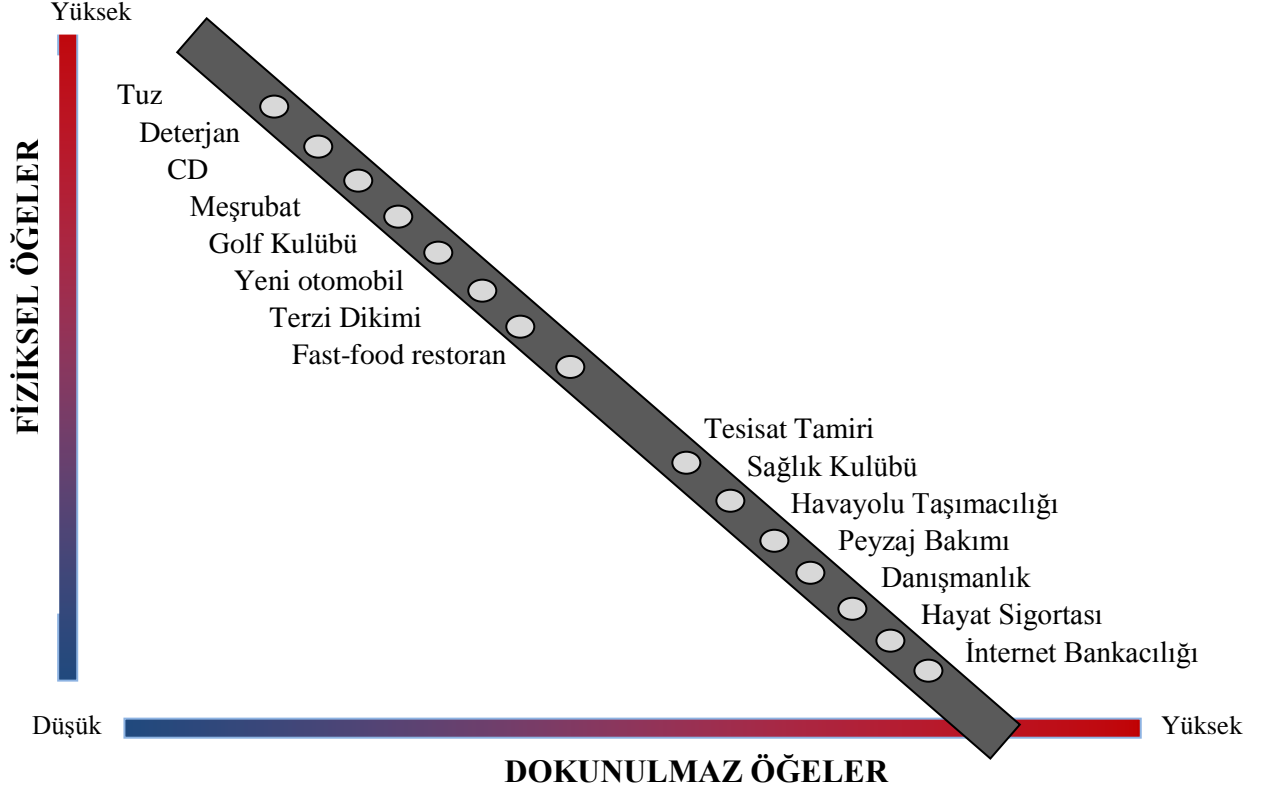 Yüksek
Tuz
Deterjan
CD
Meşrubat
Golf Kulübü
Yeni otomobil
Terzi Dikimi
Fast-food restoran
FİZİKSEL ÖĞELER
Tesisat Tamiri
Sağlık Kulübü
Havayolu Taşımacılığı
Peyzaj Bakımı
Danışmanlık
Hayat Sigortası
İnternet Bankacılığı
Düşük
Yüksek
DOKUNULMAZ ÖĞELER